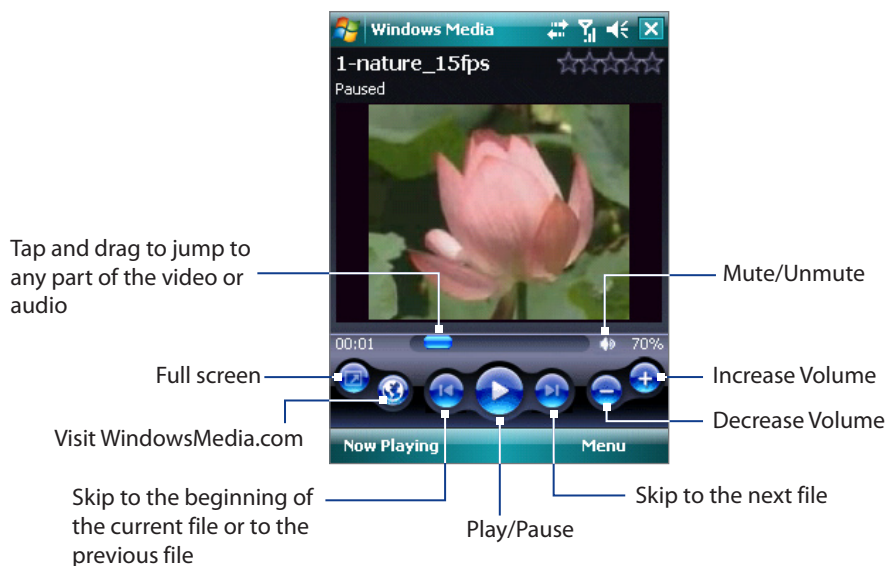 Windows Media
1-nature_15fps
Paused
Tap and drag to jump to
any part of the video or
audio
Mute/Unmute
00:01
70%
Full screen
Increase Volume
Decrease Volume
Visit WindowsMedia.com
Now Playing
Menu
Skip to the beginning of
the current file or to the
previous file
Play/Pause
Skip to the next file